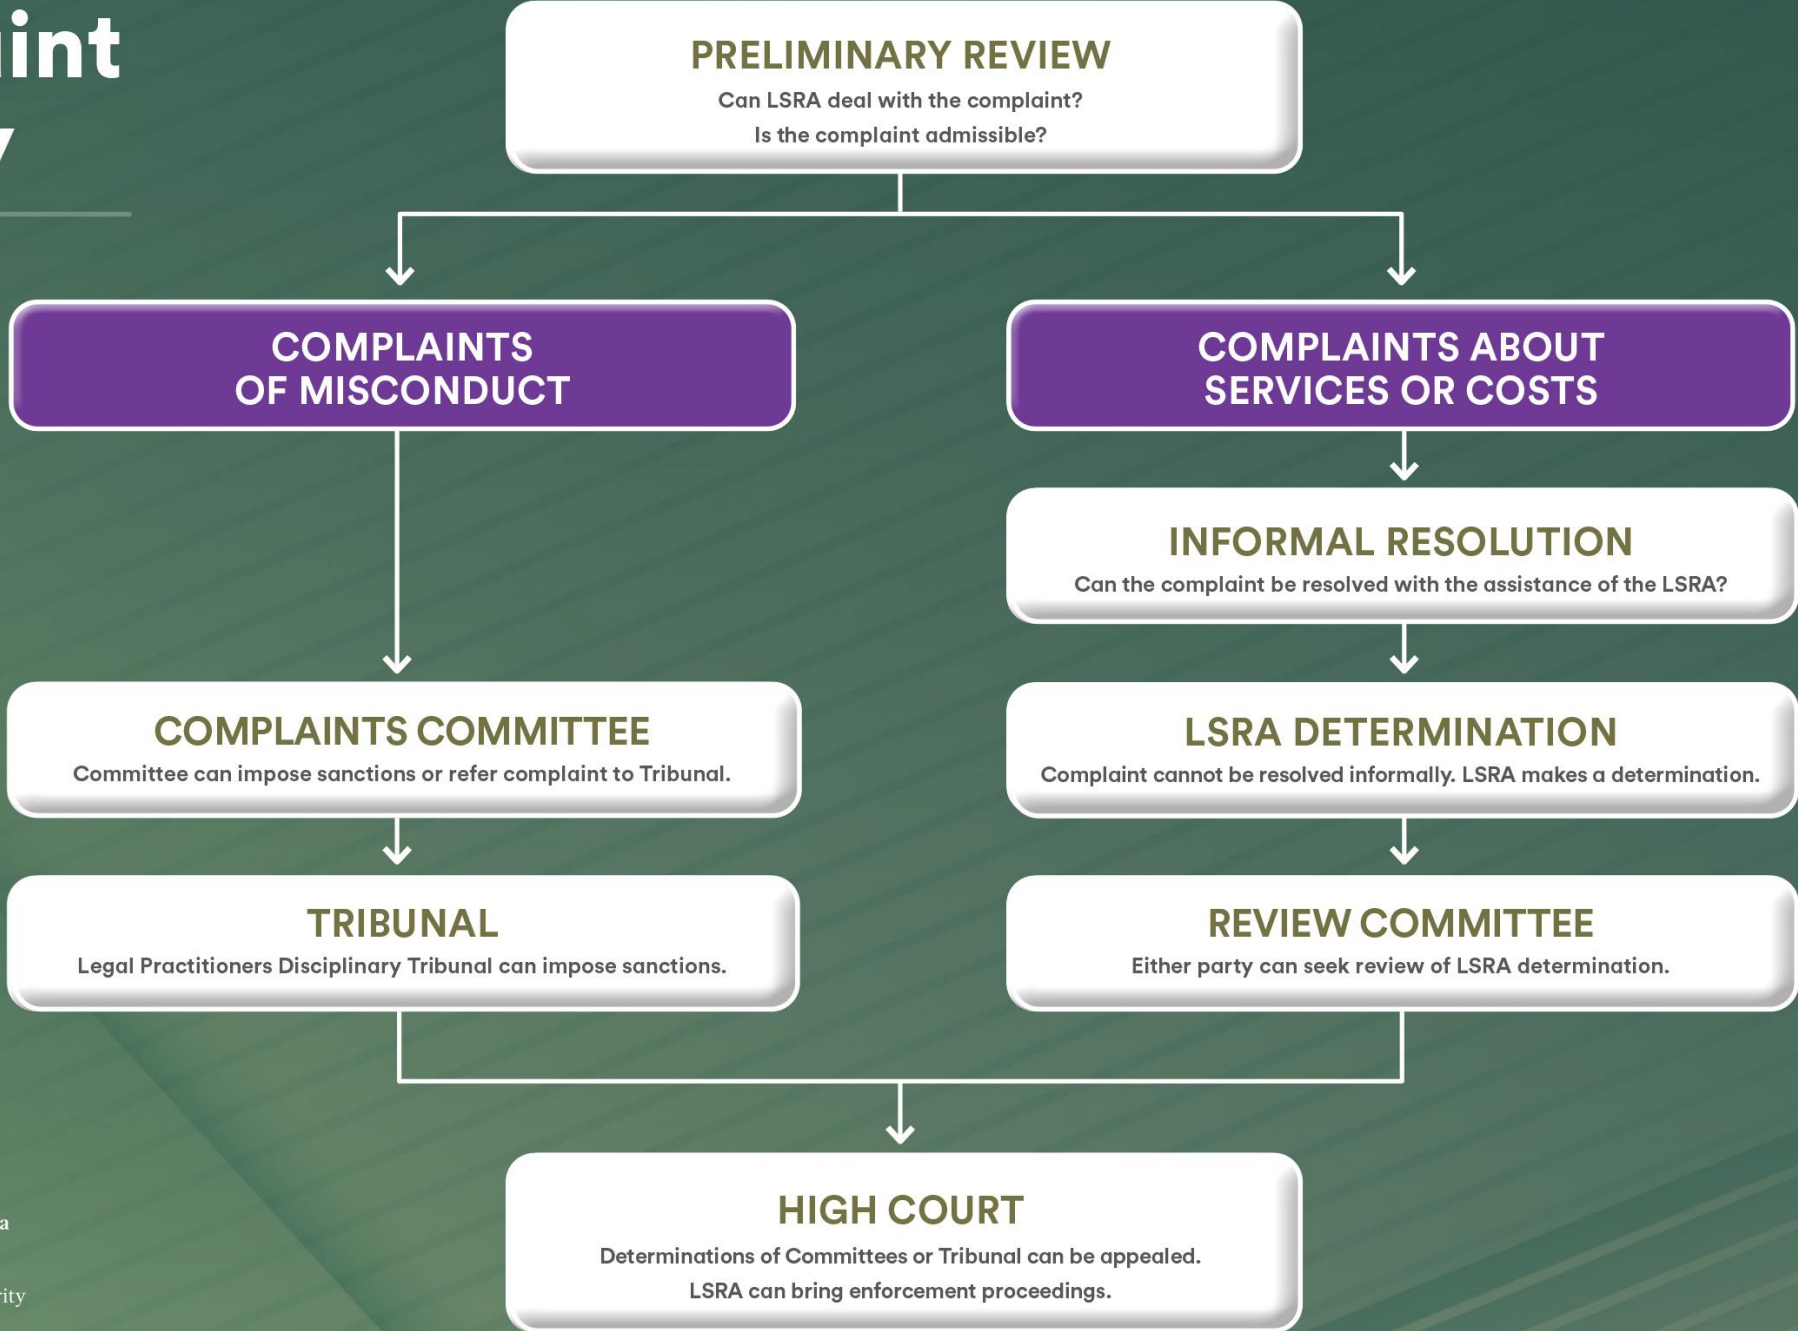 PRELIMINARY REVIEW
Can LSRA deal with the complaint?
Is the complaint admissible?
COMPLAINTS
OF MISCONDUCT
COMPLAINTS ABOUT
SERVICES OR COSTS
INFORMAL RESOLUTION
Can the complaint be resolved with the assistance of the LSRA?
COMPLAINTS COMMITTEE
Committee can impose sanctions or refer complaint to Tribunal.
LSRA DETERMINATION
Complaint cannot be resolved informally. LSRA makes a determination.
TRIBUNAL
Legal Practitioners Disciplinary Tribunal can impose sanctions.
REVIEW COMMITTEE
Either party can seek review of LSRA determination.
HIGH COURT
Determinations of Committees or Tribunal can be appealed.
LSRA can bring enforcement proceedings.